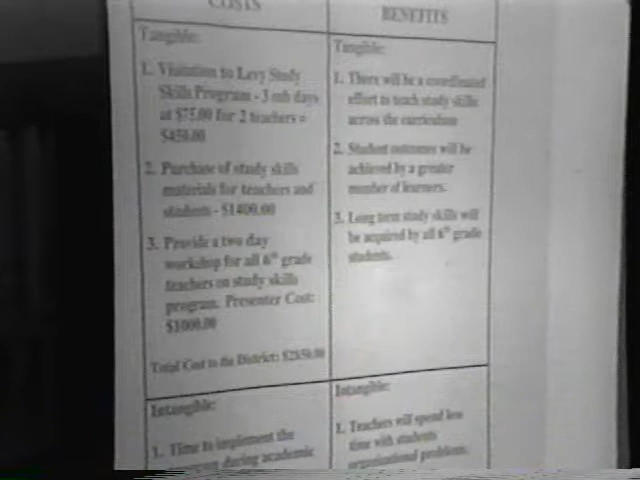 COSTS
Tangible:
1. Visitation to Levy Study
Skills Program - 3 sub days
at $75.00 for 2 teachers =
$450.00
2. Purchase of study skills
materials for teachers and
students - $1400.00
3. Provide a two day
workshop for all 6th grade
teachers on study skills
program. Presenter Cost:
$1000.00
Total Cost to the District: $2850.00
Intangible:
1. Time to implement the
program during academic
BENEFITS
Tangible:
1. There will be a coordinated
effort to teach study skills
across the curriculum
2. Student outcomes will be
achieved by a greater
number of learners.
3. Long term study skills will
be acquired by all 6th grade
students.
Intangible:
1. Teachers will spend less
time with students
organizational problems.